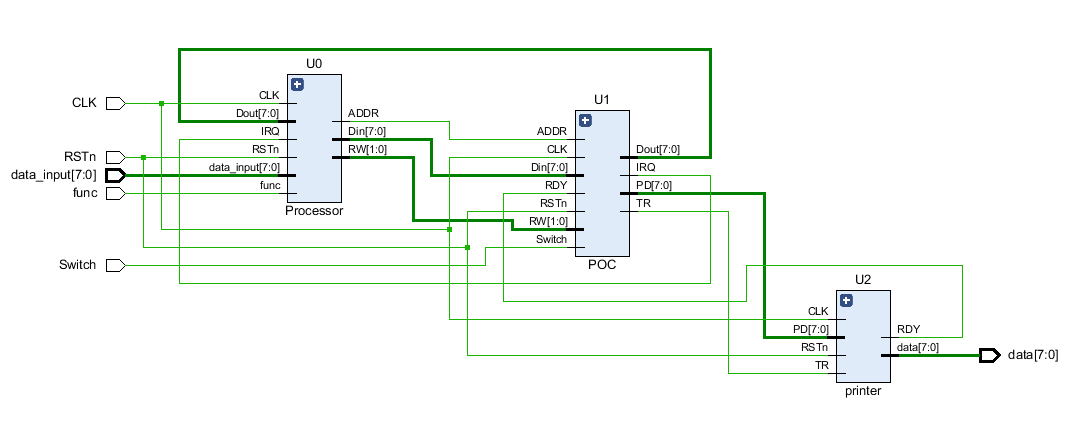 U0
CLK
Dout[7:0]
IRQ
RSTn
data_input[7:0]
func
ADDR
Din[7:0]
RW[1:0]
Processor
CLK
RSTn
data_input[7:0]
func
Switch
U1
ADDR
CLK
Din[7:0]
RDY
RSTn
RW[1:0]
Switch
Dout[7:0]
IRQ
PD[7:0]
TR
POC
U2
CLK
PD[7:0]
RSTn
TR
RDY
data[7:0]
printer
data[7:0]